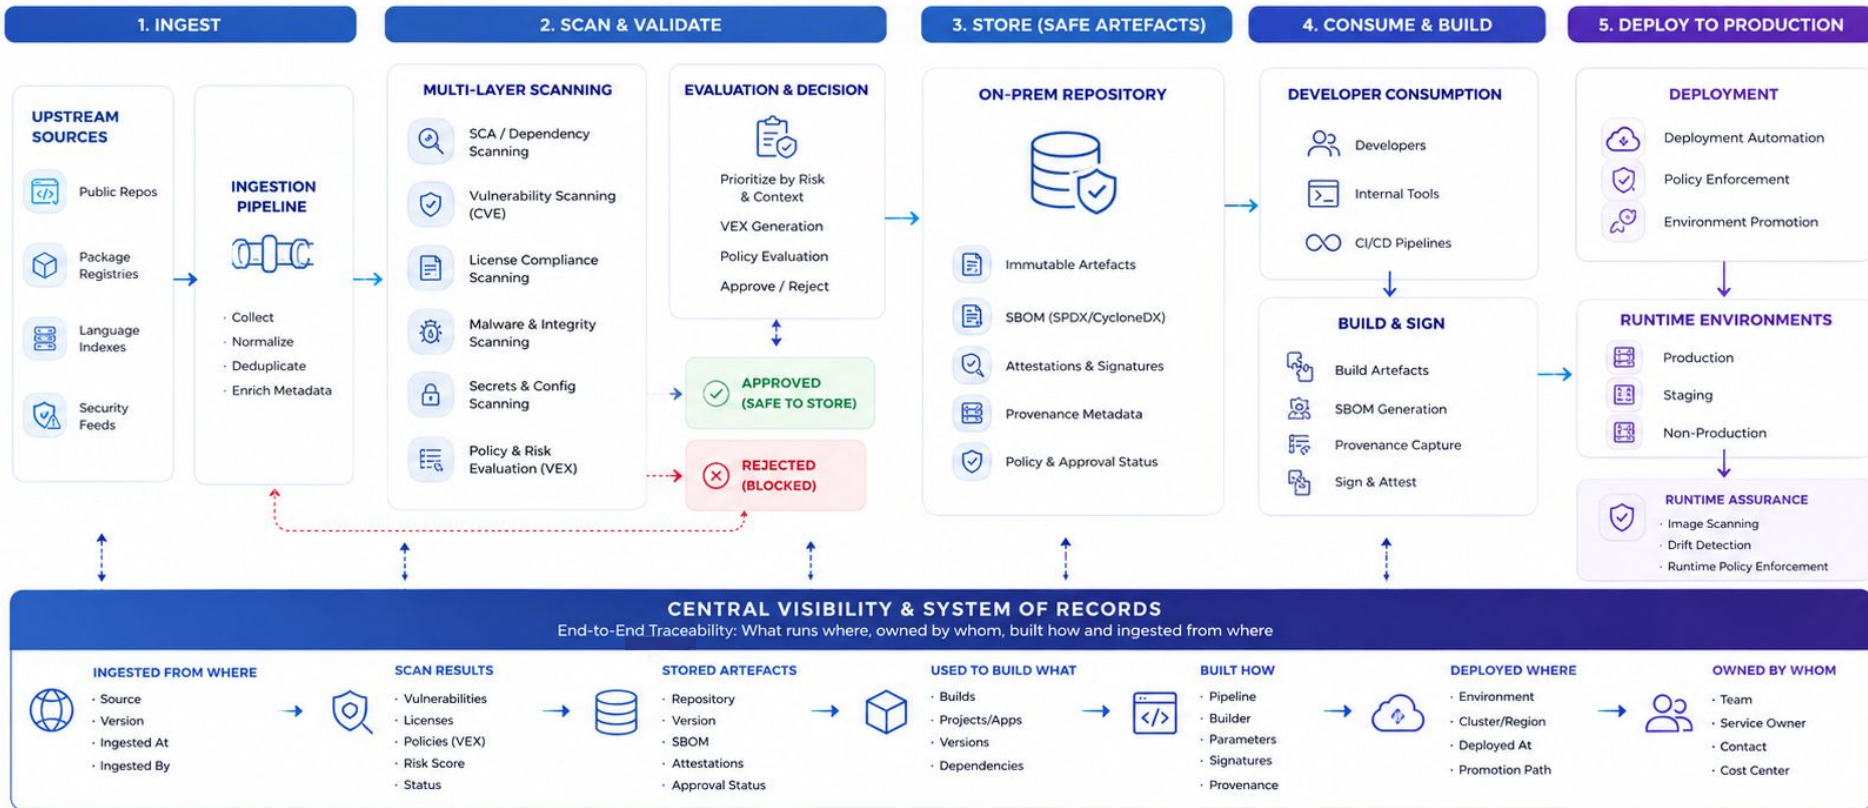 1. INGEST
2. SCAN & VALIDATE
3. STORE (SAFE ARTEFACTS)
4. CONSUME & BUILD
5. DEPLOY TO PRODUCTION
UPSTREAM
SOURCES
Public Repos
Package
Registries
Language
Indexes
Security
Feeds
INGESTION
PIPELINE
· Collect
· Normalize
· Deduplicate
· Enrich Metadata
MULTI-LAYER SCANNING
SCA / Dependency
Scanning
Vulnerability Scanning
(CVE)
License Compliance
Scanning
Malware & Integrity
Scanning
Secrets & Config
Scanning
Policy & Risk
Evaluation (VEX)
EVALUATION & DECISION
Prioritize by Risk
& Context
VEX Generation
Policy Evaluation
Approve / Reject
APPROVED
(SAFE TO STORE)
REJECTED
(BLOCKED)
ON-PREM REPOSITORY
Immutable Artefacts
SBOM (SPDX/CycloneDX)
Attestations & Signatures
Provenance Metadata
Policy & Approval Status
DEVELOPER CONSUMPTION
Developers
Internal Tools
CI/CD Pipelines
BUILD & SIGN
Build Artefacts
SBOM Generation
Provenance Capture
Sign & Attest
DEPLOYMENT
Deployment Automation
Policy Enforcement
Environment Promotion
RUNTIME ENVIRONMENTS
Production
Staging
Non-Production
RUNTIME ASSURANCE
· Image Scanning
· Drift Detection
· Runtime Policy Enforcement
CENTRAL VISIBILITY & SYSTEM OF RECORDS
End-to-End Traceability: What runs where, owned by whom, built how and ingested from where
INGESTED FROM WHERE
· Source
· Version
· Ingested At
· Ingested By
SCAN RESULTS
· Vulnerabilities
· Licenses
· Policies (VEX)
· Risk Score
· Status
STORED ARTEFACTS
· Repository
· Version
· SBOM
· Attestations
· Approval Status
USED TO BUILD WHAT
· Builds
· Projects/Apps
· Versions
· Dependencies
BUILT HOW
· Pipeline
· Builder
· Parameters
· Signatures
· Provenance
DEPLOYED WHERE
· Environment
· Cluster/Region
· Deployed At
· Promotion Path
OWNED BY WHOM
· Team
· Service Owner
· Contact
· Cost Center